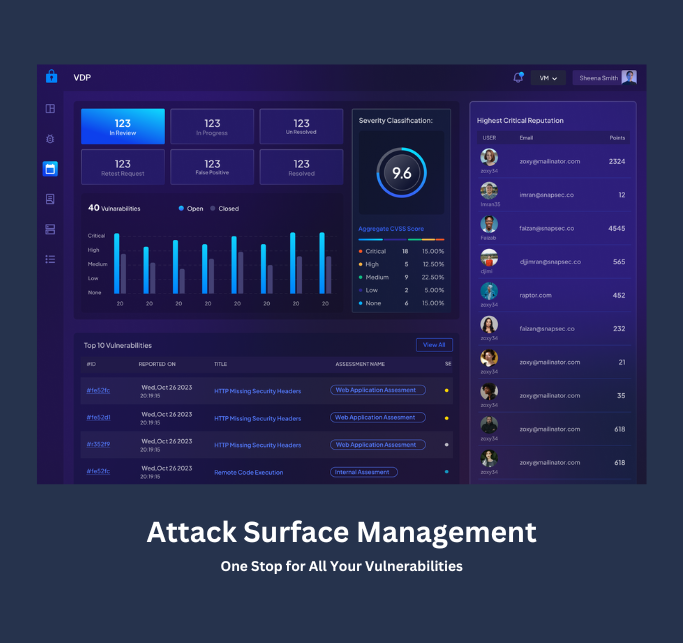 VDP
VM
Sheena Smith
123
In Review
123
In Progress
123
Un Resolved
123
Retest Request
123
False Positive
123
Resolved
40 Vulnarabilities
Open
Closed
Critical
High
Medium
Low
None
20 20 20 20 20 20 20 20
Severity Classification:
9.6
Aggregate CVSS Score
Critical 18 15.00%
High 5 12.50%
Medium 9 22.50%
Low 2 5.00%
None 6 15.00%
Highest Critical Reputation
USER Email Points
zoxy34 zoxy@mailinator.com 2324
imran@snapsec.co 12
Faizab faizan@snapsec.co 4545
djimran@snapsec.co 565
zoxy34 raptor.com 452
zoxy34 faizan@snapsec.co 232
zoxy34 zoxy@mailinator.com 21
zoxy34 zoxy@mailinator.com 35
zoxy34 zoxy@mailinator.com 618
zoxy34 zoxy@mailinator.com 618
Top 10 Vulnerabilities
View All
#ID REPORTED ON TITLE ASSESSMENT NAME SE
#fe52fc Wed,Oct 26 2023 HTTP Missing Security Headers Web Application Assesment
20:19:15
#fe52d1 Wed,Oct 26 2023 HTTP Missing Security Headers Web Application Assesment
20:19:15
#r352f9 Wed,Oct 26 2023 HTTP Missing Security Headers Web Application Assesment
20:19:15
#fe52fc Wed,Oct 26 2023 Remote Code Execution Internal Assesment
20:19:15
Attack Surface Management
One Stop for All Your Vulnerabilities